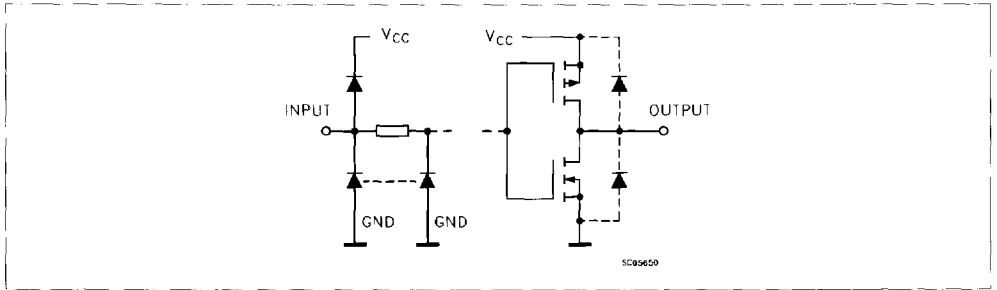 VCC
VCC
INPUT
OUTPUT
GND
GND
SC05650